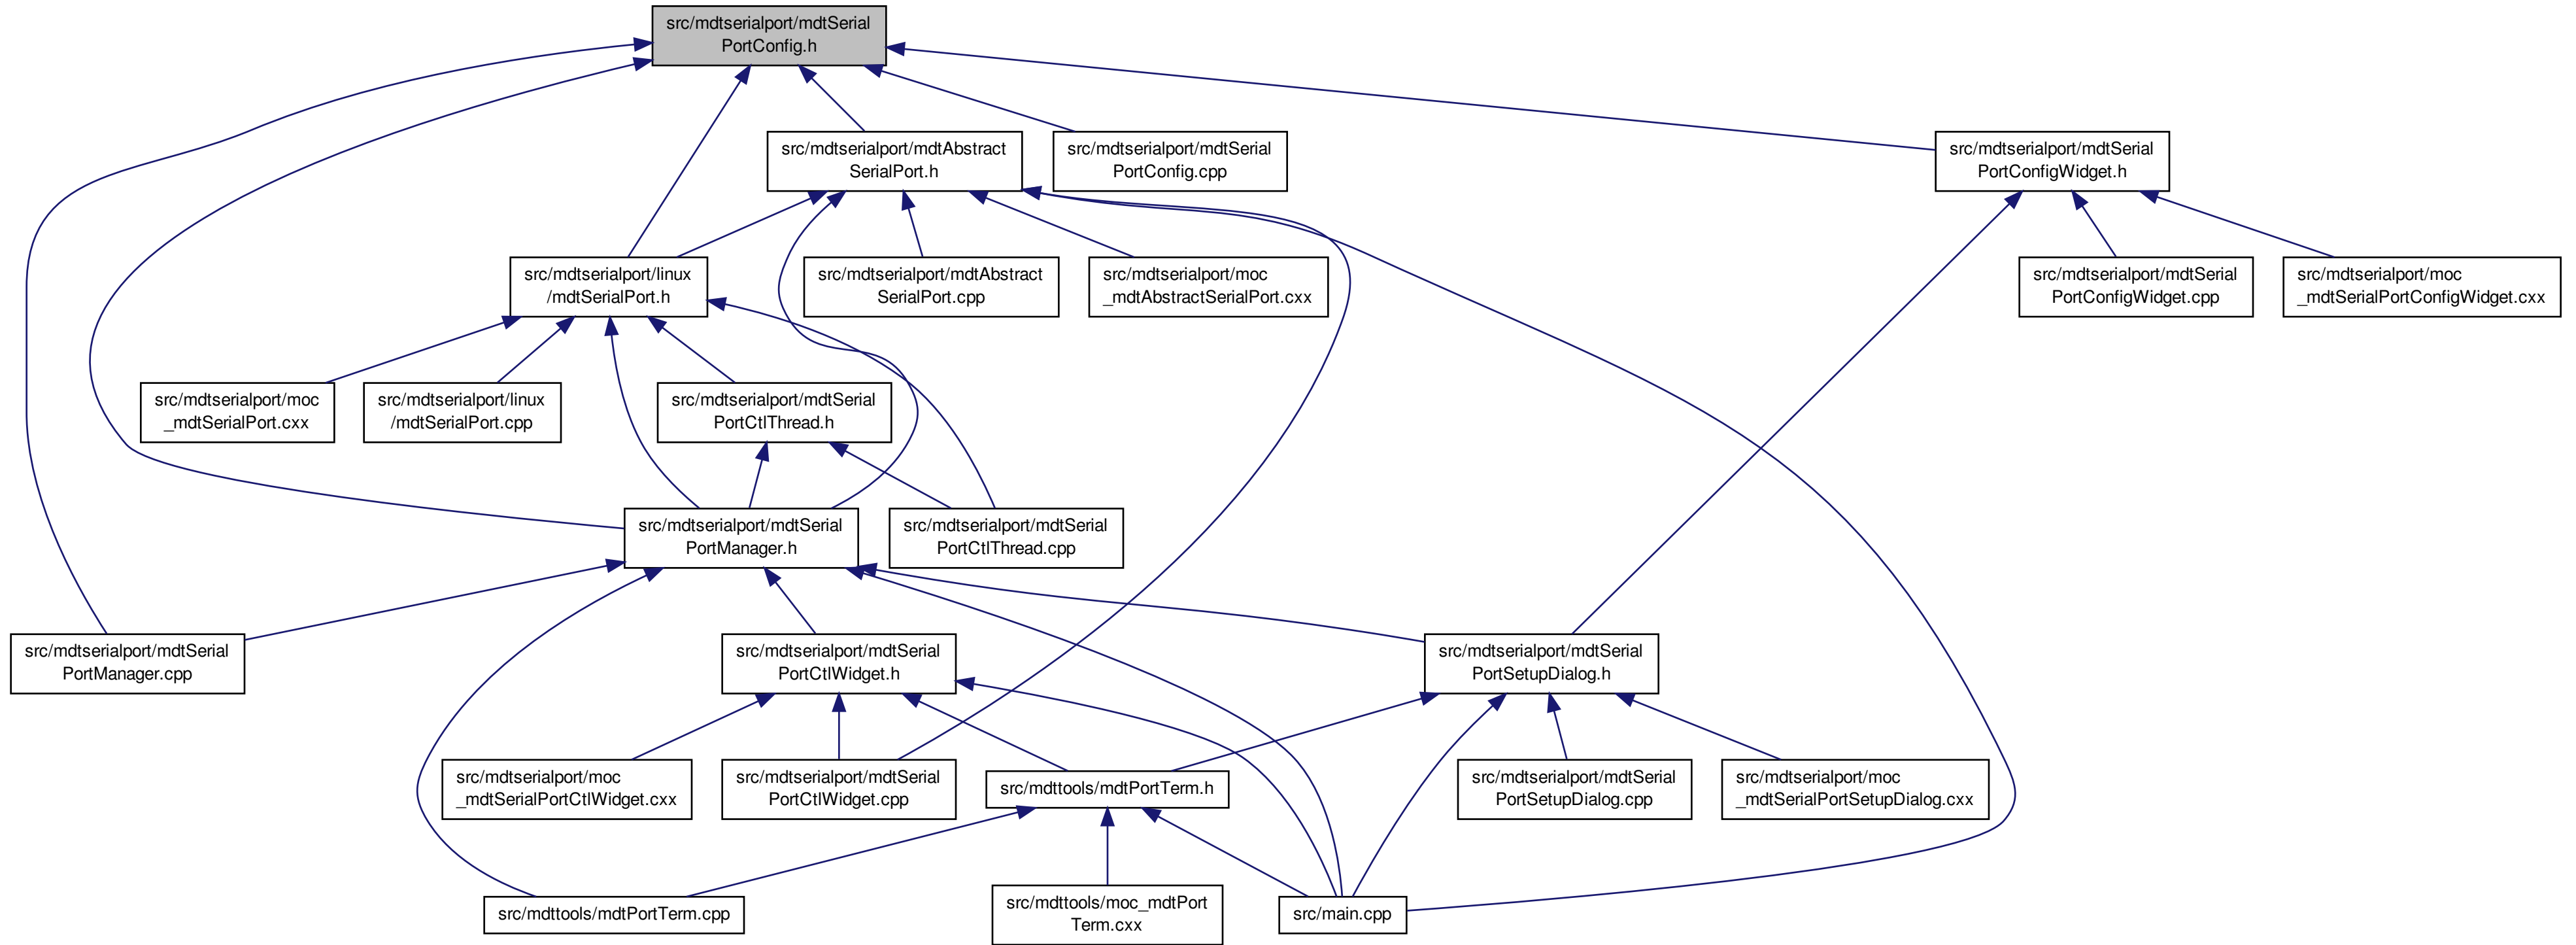 src/mdtserialport/mdtSerial
PortConfig.h
src/mdtserialport/mdtAbstract
SerialPort.h
src/mdtserialport/mdtSerial
PortConfig.cpp
src/mdtserialport/mdtSerial
PortConfigWidget.h
src/mdtserialport/linux
/mdtSerialPort.h
src/mdtserialport/mdtAbstract
SerialPort.cpp
src/mdtserialport/moc
_mdtAbstractSerialPort.cxx
src/mdtserialport/mdtSerial
PortConfigWidget.cpp
src/mdtserialport/moc
_mdtSerialPortConfigWidget.cxx
src/mdtserialport/moc
_mdtSerialPort.cxx
src/mdtserialport/linux
/mdtSerialPort.cpp
src/mdtserialport/mdtSerial
PortCtlThread.h
src/mdtserialport/mdtSerial
PortManager.h
src/mdtserialport/mdtSerial
PortCtlThread.cpp
src/mdtserialport/mdtSerial
PortManager.cpp
src/mdtserialport/mdtSerial
PortCtlWidget.h
src/mdtserialport/mdtSerial
PortSetupDialog.h
src/mdtserialport/moc
_mdtSerialPortCtlWidget.cxx
src/mdtserialport/mdtSerial
PortCtlWidget.cpp
src/mdttools/mdtPortTerm.h
src/mdtserialport/mdtSerial
PortSetupDialog.cpp
src/mdtserialport/moc
_mdtSerialPortSetupDialog.cxx
src/mdttools/mdtPortTerm.cpp
src/mdttools/moc_mdtPort
Term.cxx
src/main.cpp